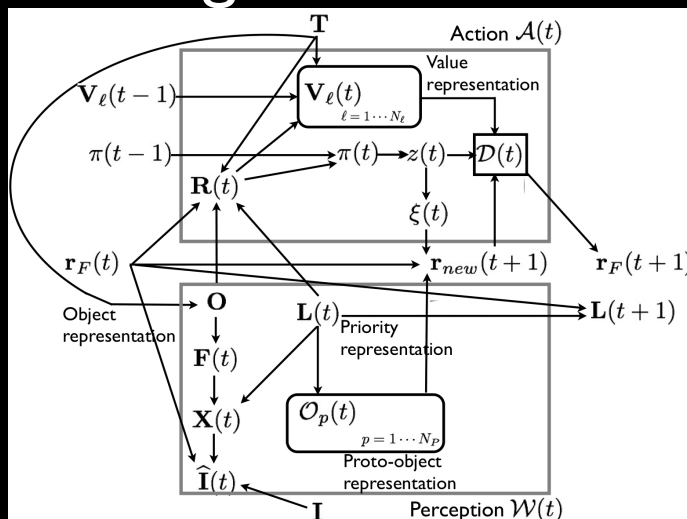 T
Action 𝒜(t)
Value
representation
V_ℓ(t−1)
V_ℓ(t)
ℓ = 1 ⋯ N_ℓ
π(t−1)
π(t)
z(t)
𝒟(t)
R(t)
ξ(t)
r_F(t)
r_new(t+1)
r_F(t+1)
Object
representation
O
L(t)
Priority
representation
L(t+1)
F(t)
X(t)
𝒪_p(t)
p = 1 ⋯ N_P
Proto-object
representation
Î(t)
I
Perception 𝒲(t)